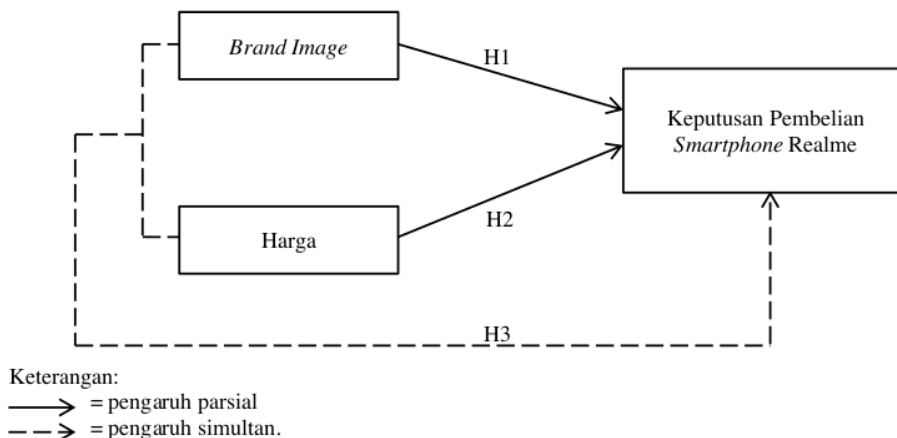 Brand Image
H1
Keputusan Pembelian
Smartphone Realme
Harga
H2
H3
Keterangan:
= pengaruh parsial
= pengaruh simultan.